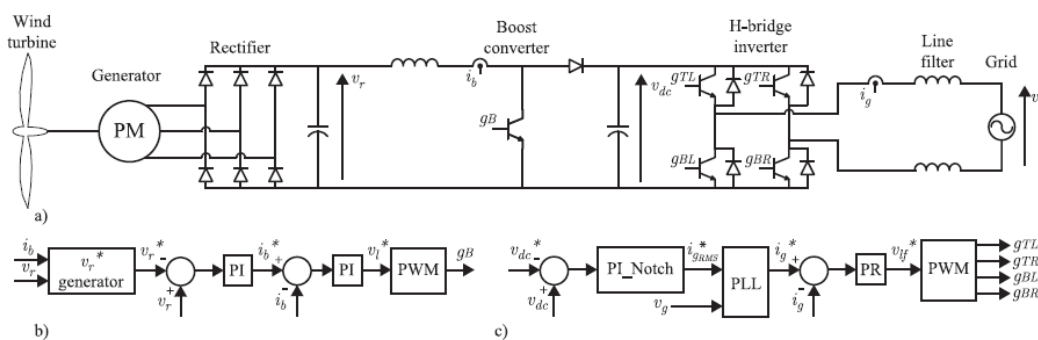 Wind
turbine
Generator
PM
Rectifier
v_r
i_b
Boost
converter
gB
v_dc
H-bridge
inverter
gTL
gTR
gBL
gBR
i_g
Line
filter
Grid
v
a)
i_b
v_r
v_r*
generator
v_r*
-
+
v_r
PI
i_b*
+
-
i_b
PI
v_l*
PWM
gB
b)
v_dc*
-
+
v_dc
PI_Notch
i_gRMS*
v_g
PLL
i_g*
+
-
i_g
PR
v_lf*
PWM
gTL
gTR
gBL
gBR
c)